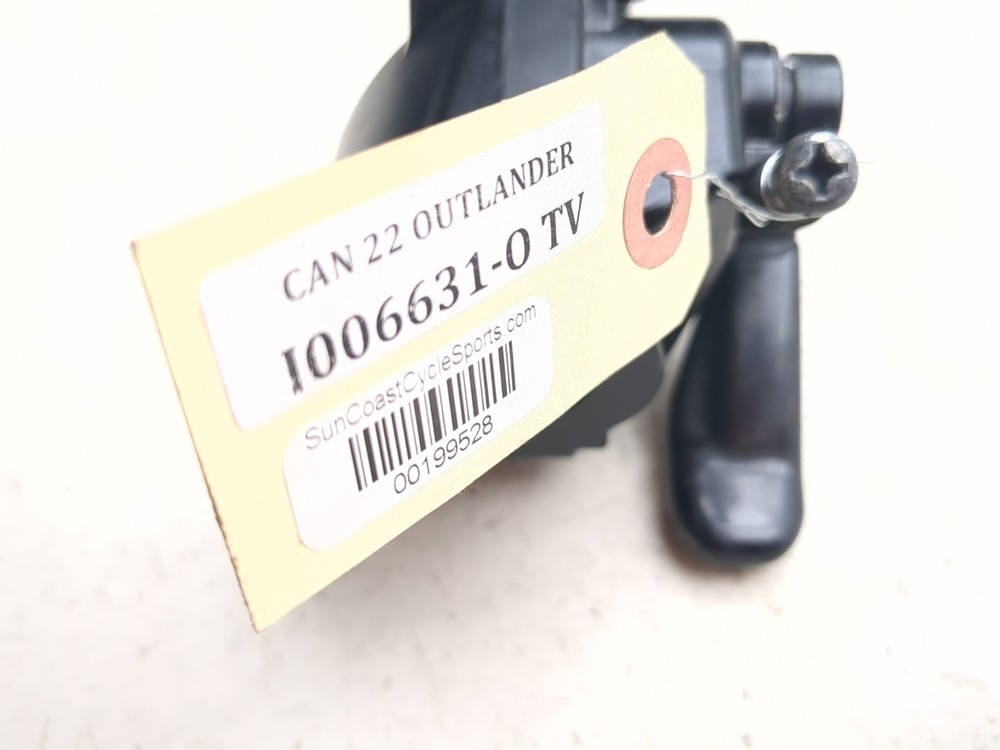 CAN 22 OUTLANDER
I006631-O TV
SunCoastCycleSports.com
00199528